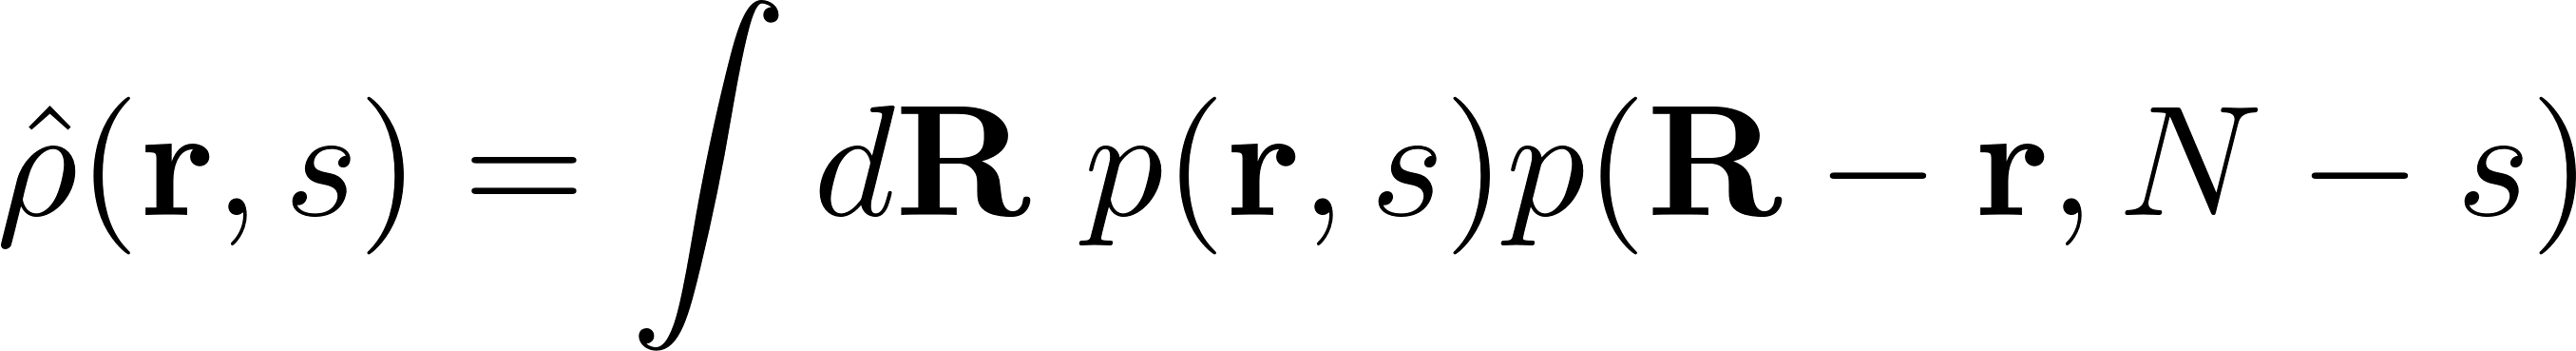 ρ̂(𝐫, s) = ∫ d𝐑 p(𝐫, s)p(𝐑 − 𝐫, N − s)